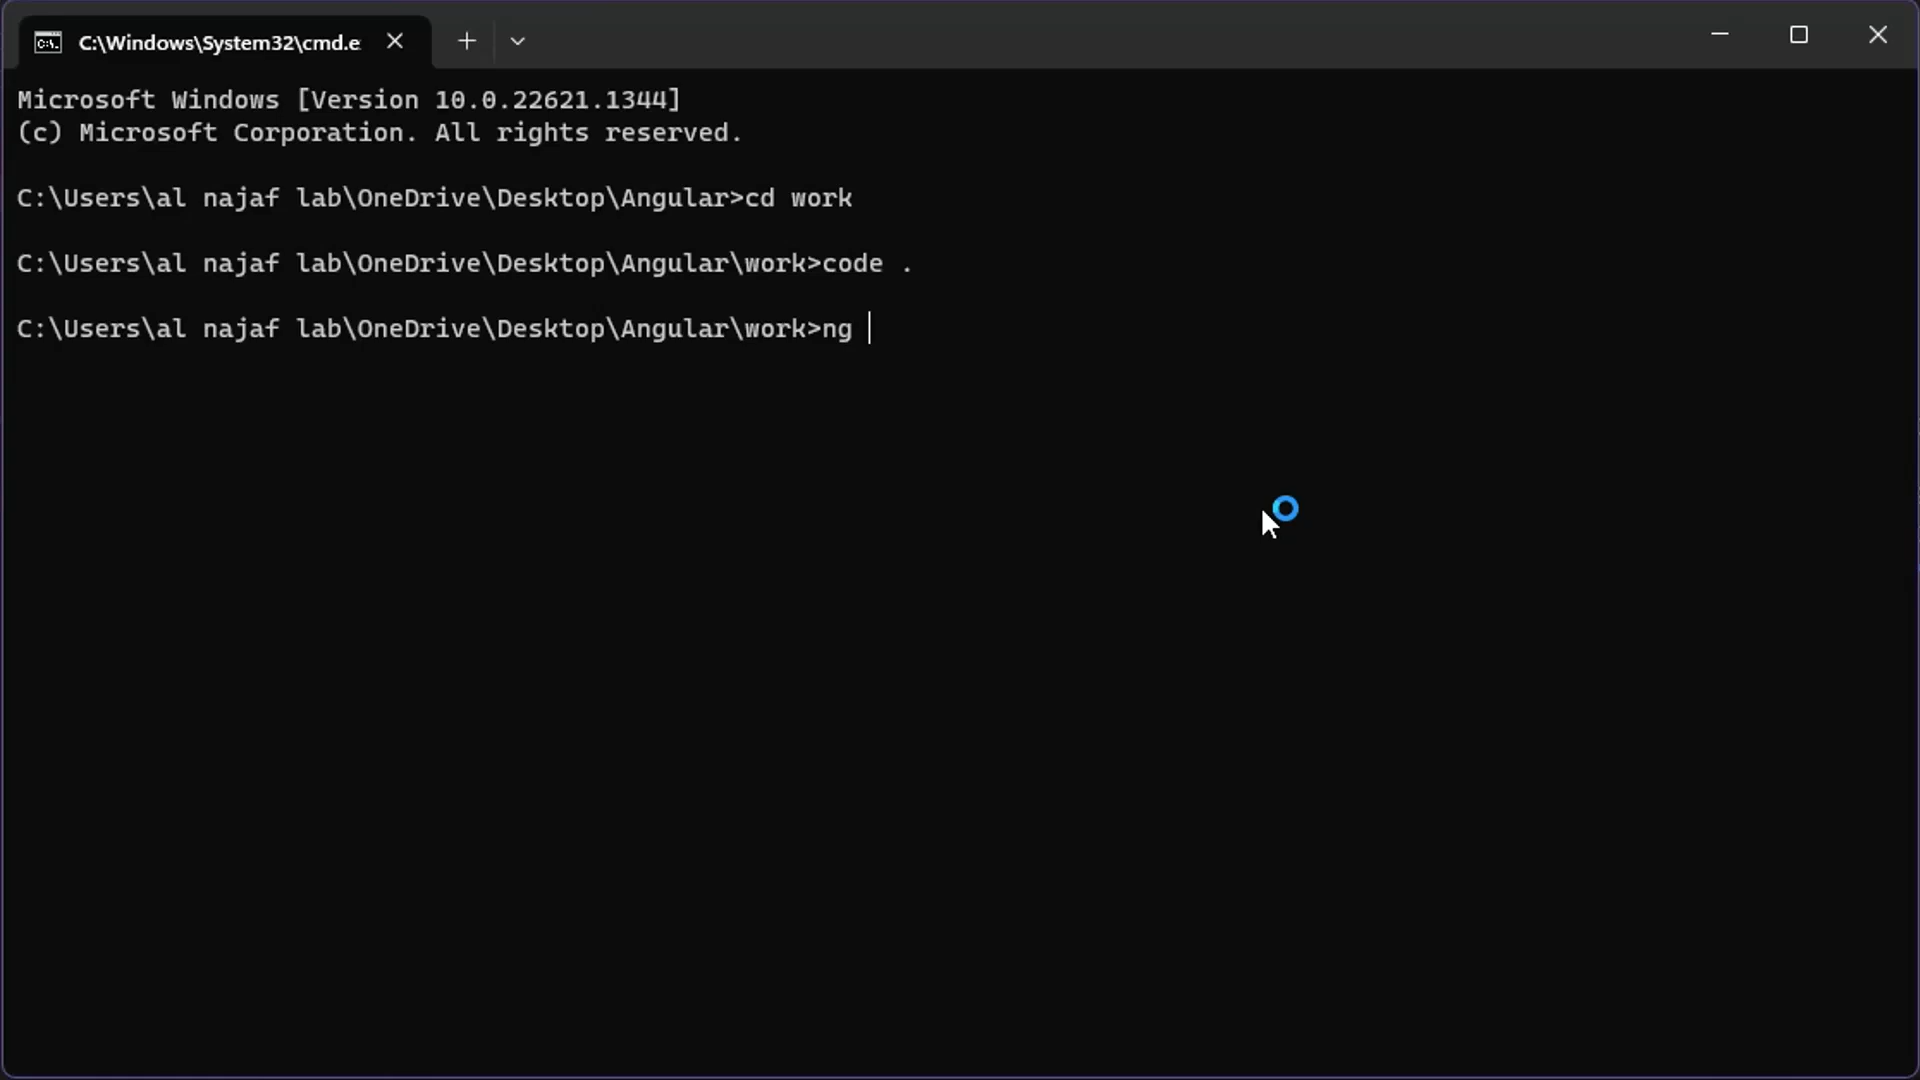 C:\Windows\System32\cmd.e
Microsoft Windows [Version 10.0.22621.1344]
(c) Microsoft Corporation. All rights reserved.
C:\Users\al najaf lab\OneDrive\Desktop\Angular>cd work
C:\Users\al najaf lab\OneDrive\Desktop\Angular\work>code .
C:\Users\al najaf lab\OneDrive\Desktop\Angular\work>ng